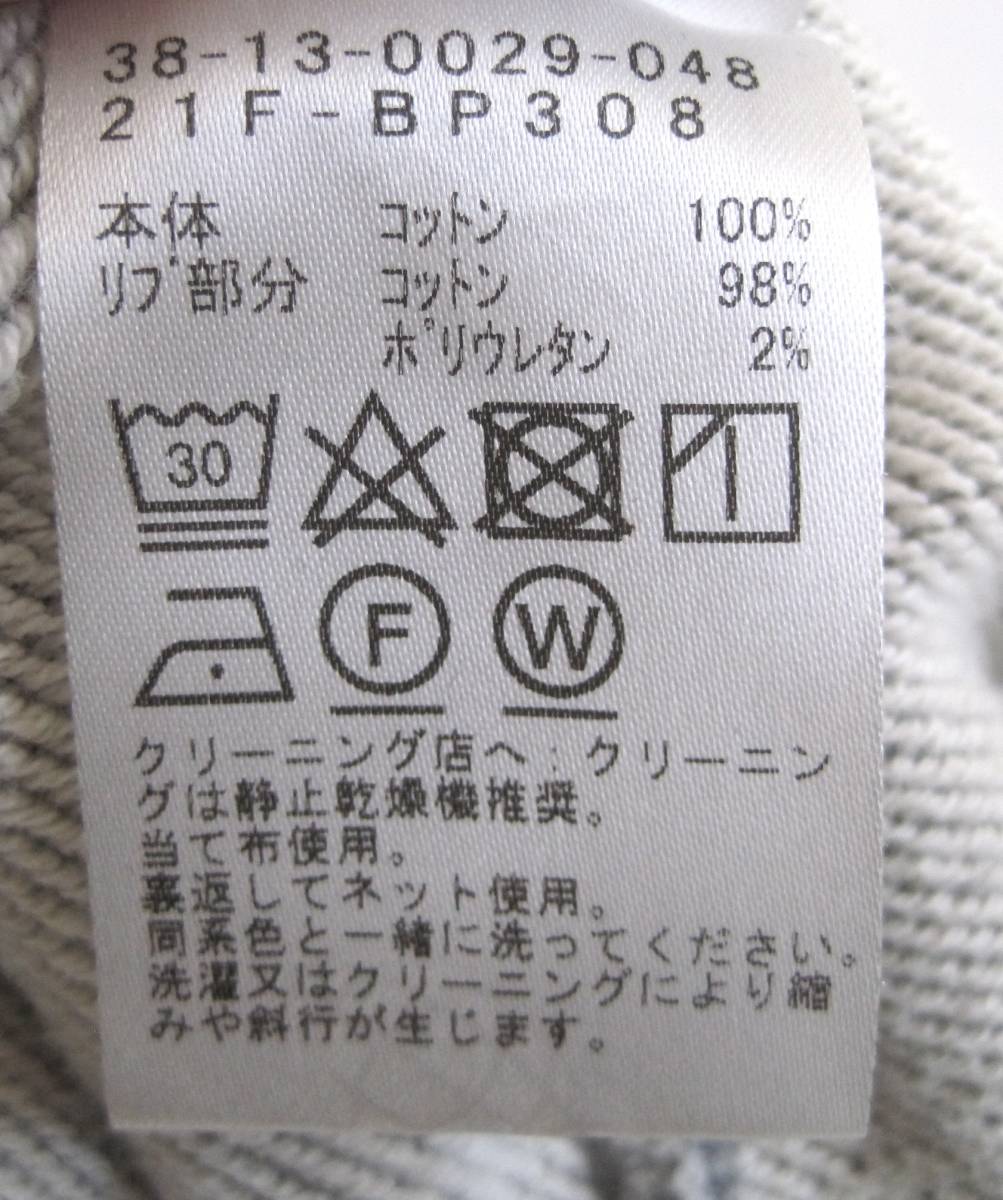 38-13-0029-048
21F-BP308
本体 コットン 100%
リブ部分 コットン 98%
ポリウレタン 2%
30
F
W
クリーニング店へ：クリーニン
グは静止乾燥機推奨。
当て布使用。
裏返してネット使用。
同系色と一緒に洗ってください。
洗濯又はクリーニングにより縮
みや斜行が生じます。